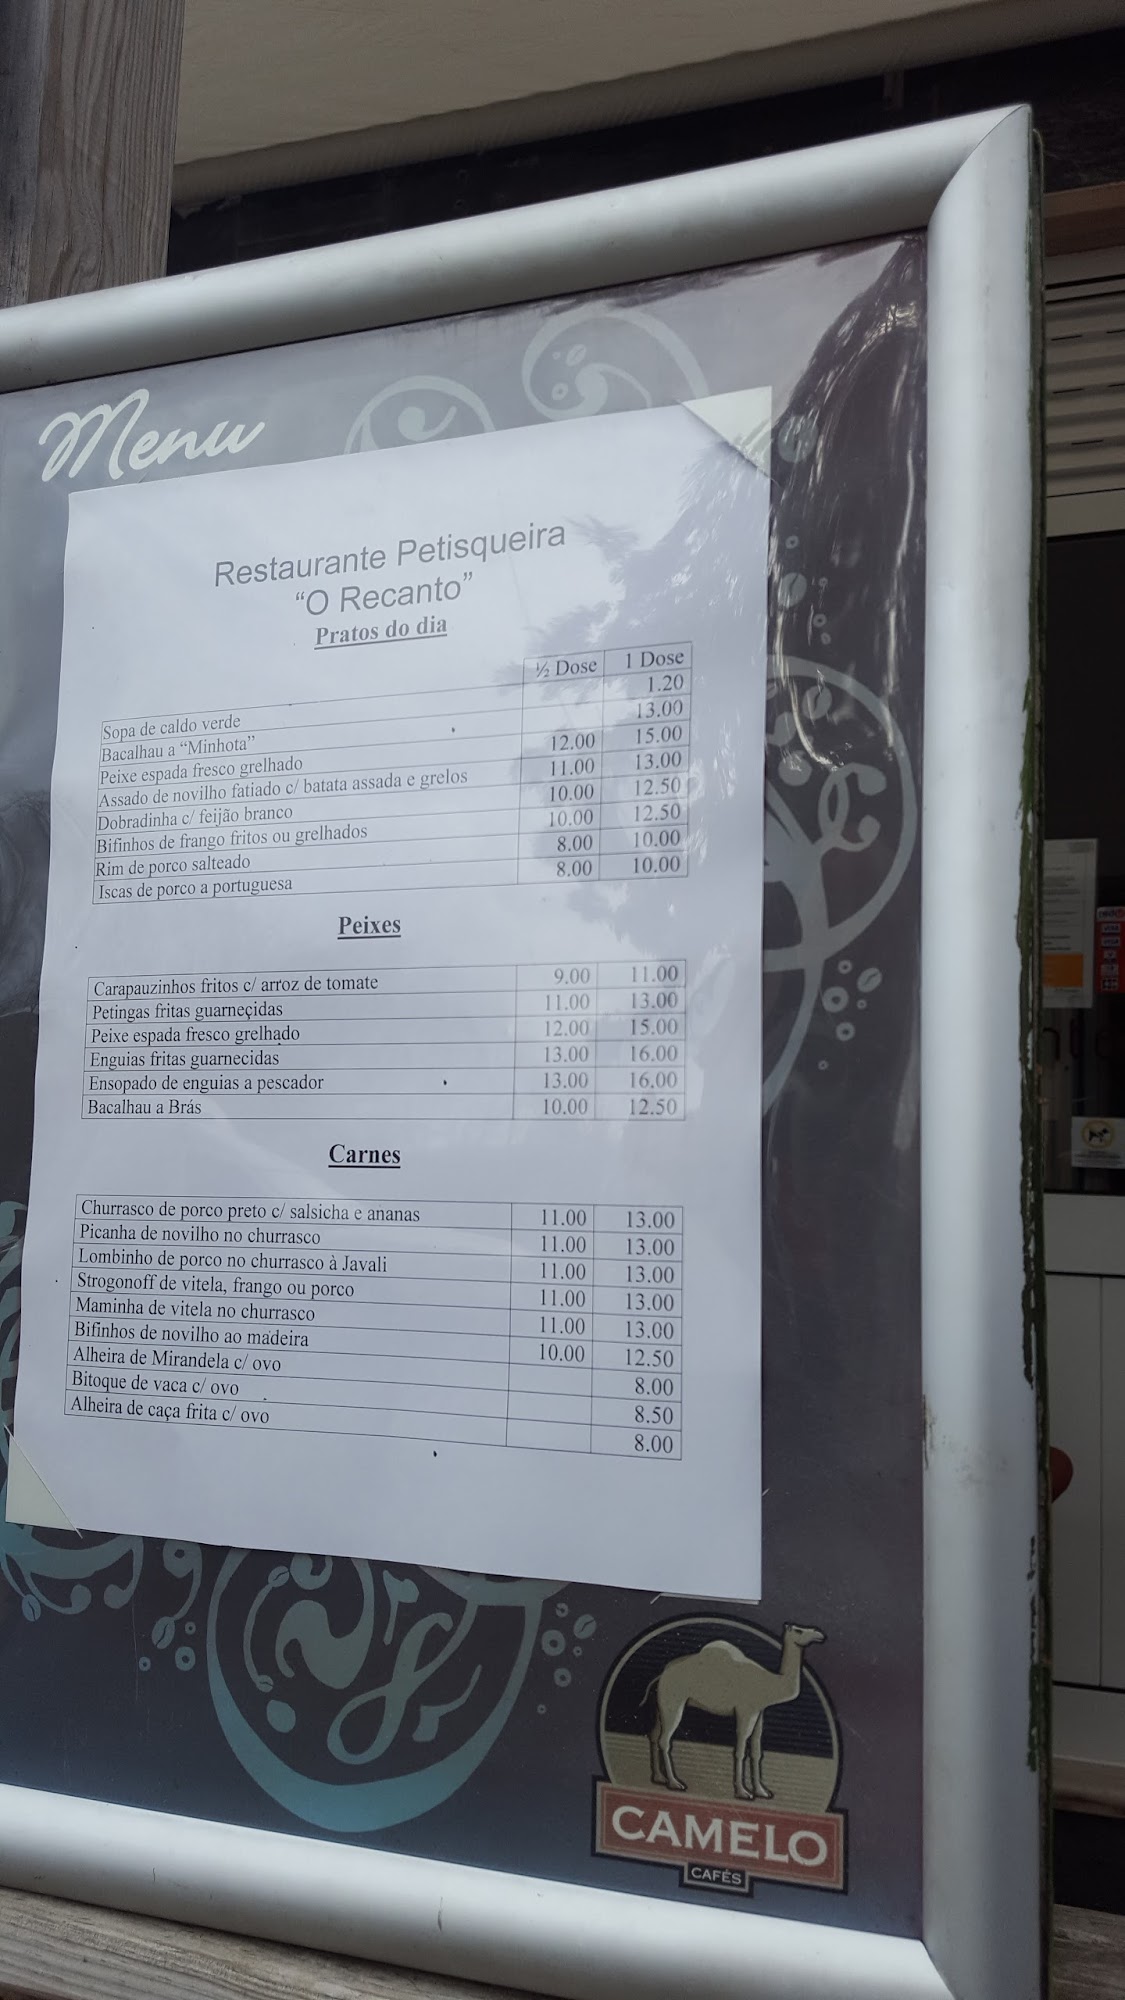 Menu
Restaurante Petisqueira
“O Recanto”
Pratos do dia
½ Dose 1 Dose
Sopa de caldo verde 1.20
Bacalhau a “Minhota” 13.00
Peixe espada fresco grelhado 12.00 15.00
Assado de novilho fatiado c/ batata assada e grelos 11.00 13.00
Dobradinha c/ feijão branco 10.00 12.50
Bifinhos de frango fritos ou grelhados 10.00 12.50
Rim de porco salteado 8.00 10.00
Iscas de porco a portuguesa 8.00 10.00
Peixes
Carapauzinhos fritos c/ arroz de tomate 9.00 11.00
Petingas fritas guarneçidas 11.00 13.00
Peixe espada fresco grelhado 12.00 15.00
Enguias fritas guarnecidas 13.00 16.00
Ensopado de enguias a pescador 13.00 16.00
Bacalhau a Brás 10.00 12.50
Carnes
Churrasco de porco preto c/ salsicha e ananas 11.00 13.00
Picanha de novilho no churrasco 11.00 13.00
Lombinho de porco no churrasco à Javali 11.00 13.00
Strogonoff de vitela, frango ou porco 11.00 13.00
Maminha de vitela no churrasco 11.00 13.00
Bifinhos de novilho ao madeira 10.00 12.50
Alheira de Mirandela c/ ovo 8.00
Bitoque de vaca c/ ovo 8.50
Alheira de caça frita c/ ovo 8.00
CAMELO
CAFÉS